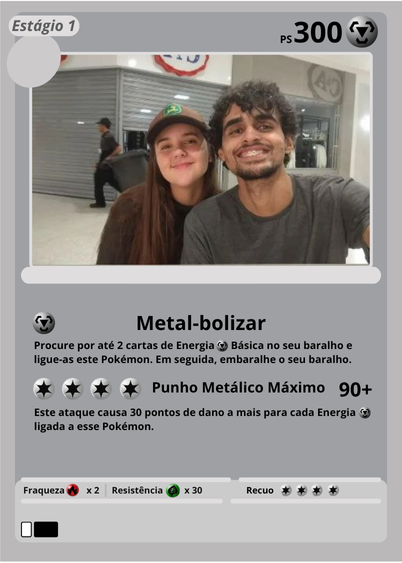 Estágio 1
PS 300
Metal-bolizar
Procure por até 2 cartas de Energia Básica no seu baralho e
ligue-as este Pokémon. Em seguida, embaralhe o seu baralho.
Punho Metálico Máximo 90+
Este ataque causa 30 pontos de dano a mais para cada Energia
ligada a esse Pokémon.
Fraqueza x 2 Resistência x 30 Recuo